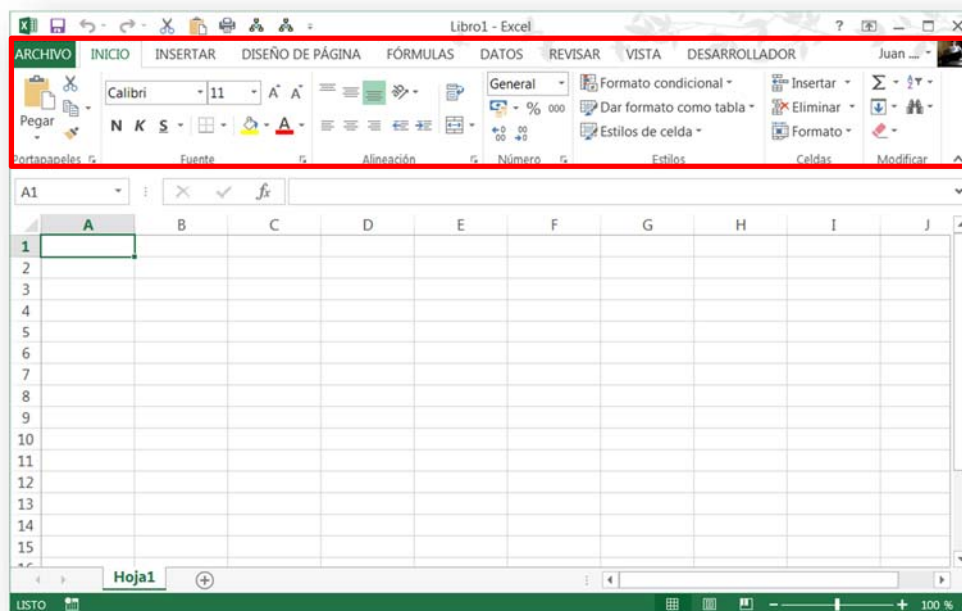 Libro1 - Excel
ARCHIVO INICIO INSERTAR DISEÑO DE PÁGINA FÓRMULAS DATOS REVISAR VISTA DESARROLLADOR Juan ....
Pegar
Calibri 11
General
Formato condicional
Insertar
% 000
Dar formato como tabla
Eliminar
N K S
A
Estilos de celda
Formato
Portapapeles Fuente Alineación Número Estilos Celdas Modificar
A1 fx
A B C D E F G H I J
1
2
3
4
5
6
7
8
9
10
11
12
13
14
15
Hoja1
LISTO 100 %